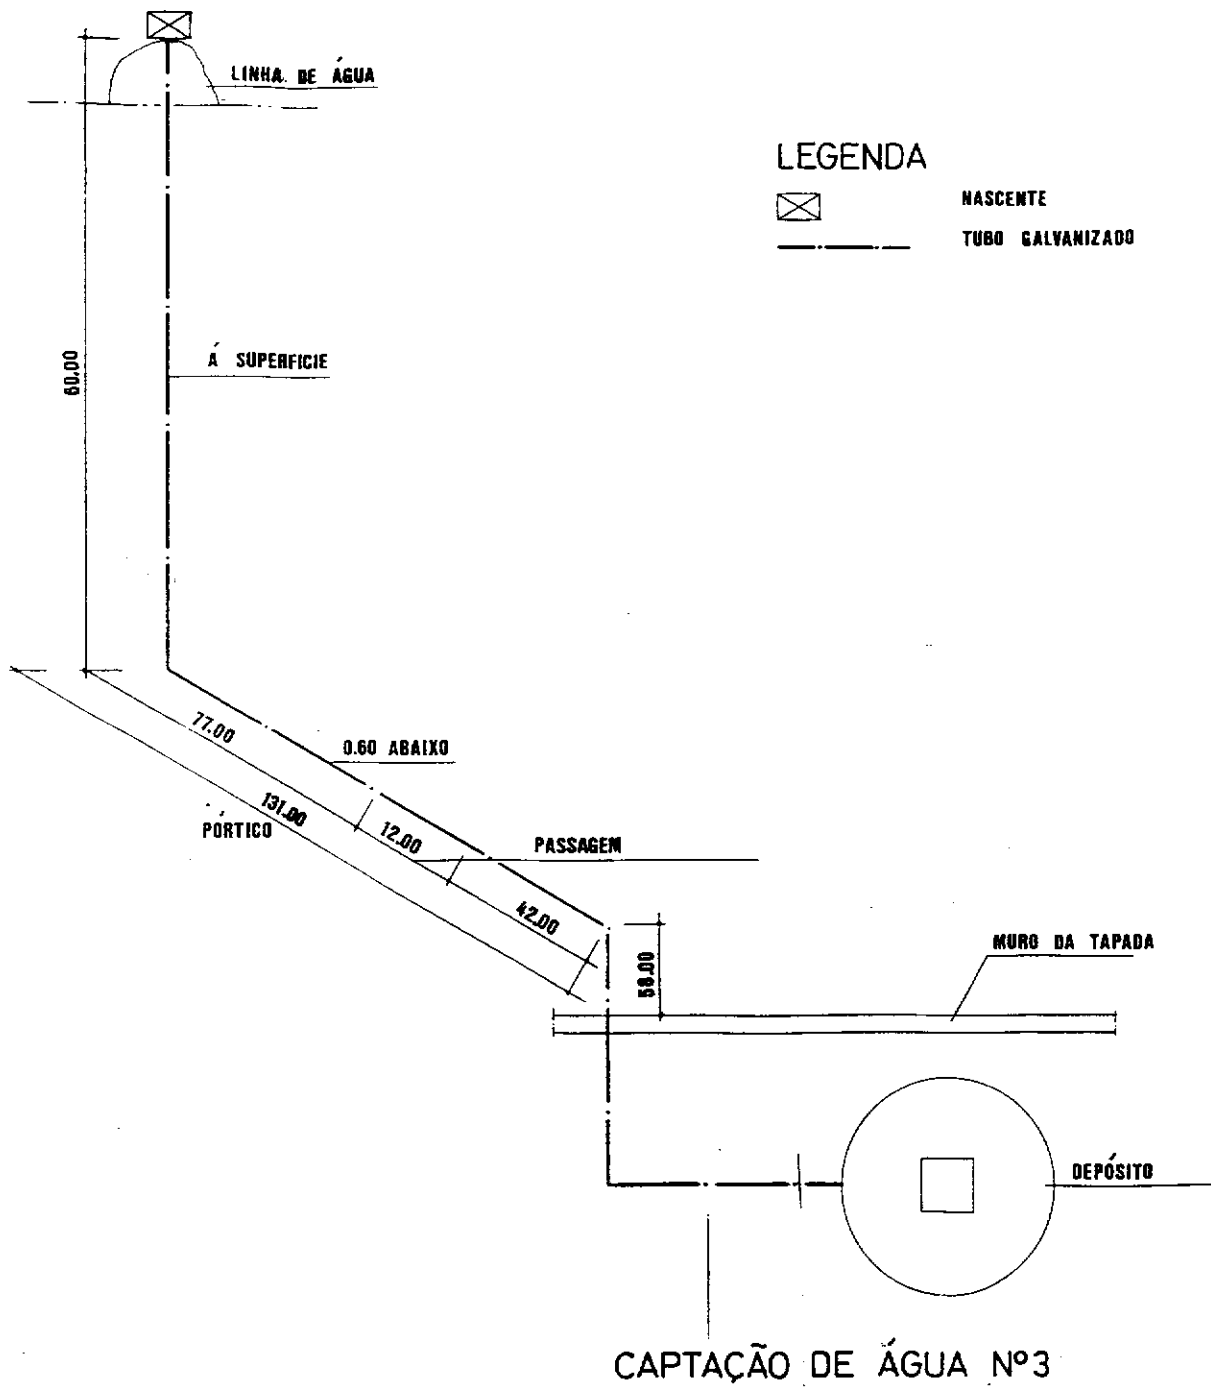 LINHA DE ÁGUA
LEGENDA
NASCENTE
TUBO GALVANIZADO
60.00
Á SUPERFICIE
77.00
0.60 ABAIXO
131.00
PÓRTICO
12.00
PASSAGEM
42.00
58.00
MURO DA TAPADA
DEPÓSITO
CAPTAÇÃO DE ÁGUA Nº3